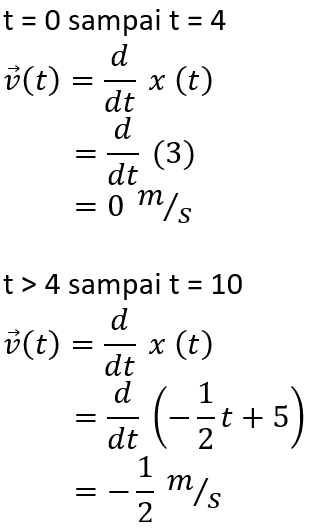 t = 0 sampai t = 4
v⃗(t) = d/dt x (t)
= d/dt (3)
= 0 m/s
t > 4 sampai t = 10
v⃗(t) = d/dt x (t)
= d/dt (−1/2 t + 5)
= −1/2 m/s